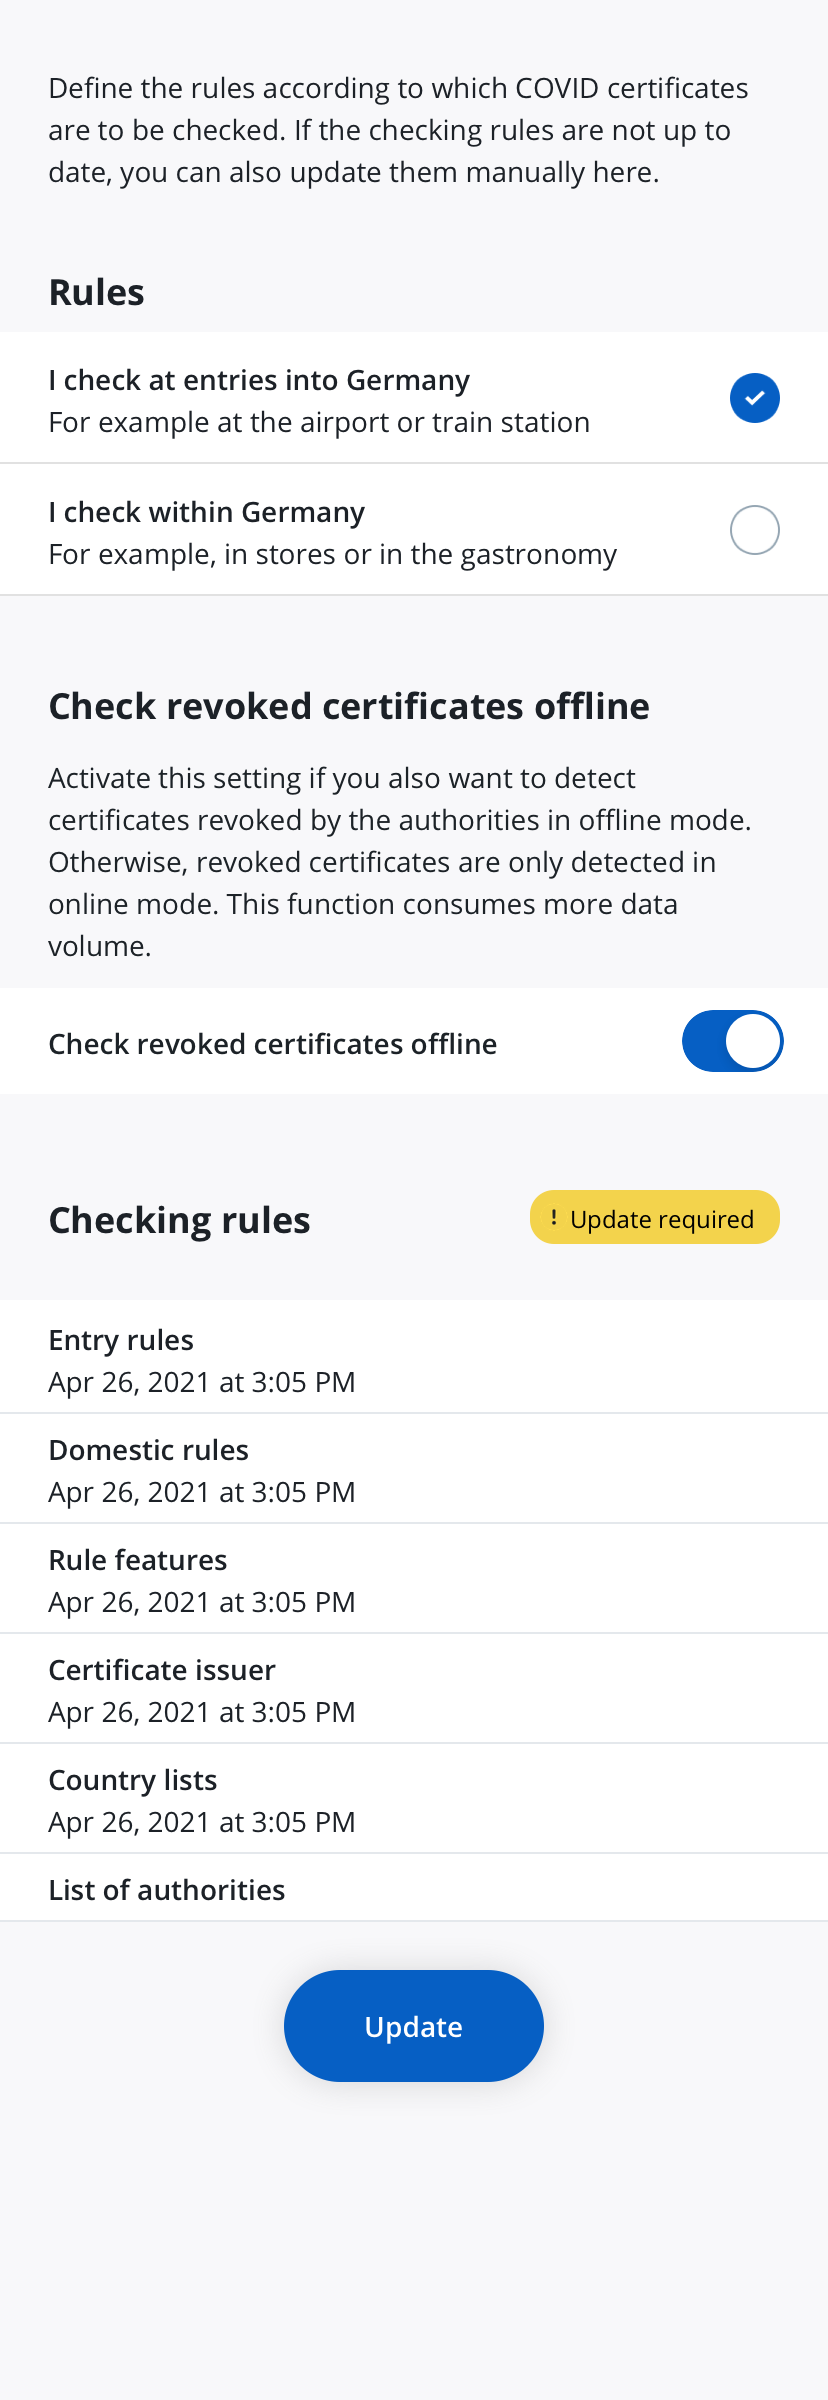 Define the rules according to which COVID certificates
are to be checked. If the checking rules are not up to
date, you can also update them manually here.
Rules
I check at entries into Germany
For example at the airport or train station
I check within Germany
For example, in stores or in the gastronomy
Check revoked certificates offline
Activate this setting if you also want to detect
certificates revoked by the authorities in offline mode.
Otherwise, revoked certificates are only detected in
online mode. This function consumes more data
volume.
Check revoked certificates offline
Checking rules
! Update required
Entry rules
Apr 26, 2021 at 3:05 PM
Domestic rules
Apr 26, 2021 at 3:05 PM
Rule features
Apr 26, 2021 at 3:05 PM
Certificate issuer
Apr 26, 2021 at 3:05 PM
Country lists
Apr 26, 2021 at 3:05 PM
List of authorities
Update